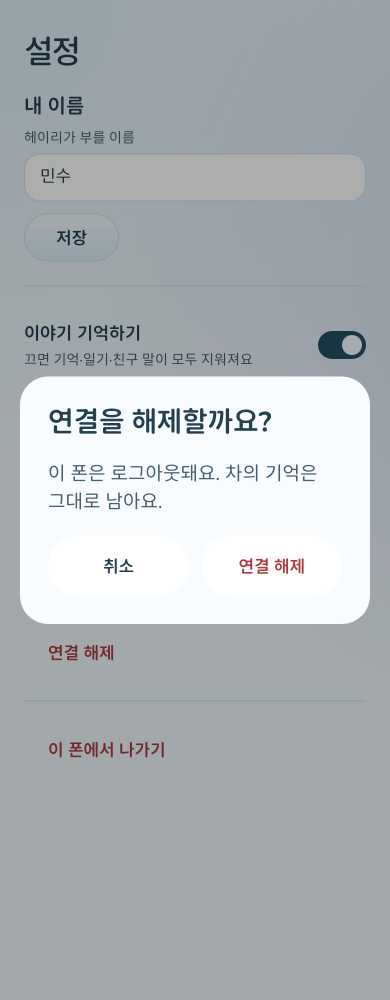 설정
내 이름
헤이리가 부를 이름
민수
저장
이야기 기억하기
끄면 기억·일기·친구 말이 모두 지워져요
연결을 해제할까요?
이 폰은 로그아웃돼요. 차의 기억은
그대로 남아요.
취소
연결 해제
연결 해제
이 폰에서 나가기